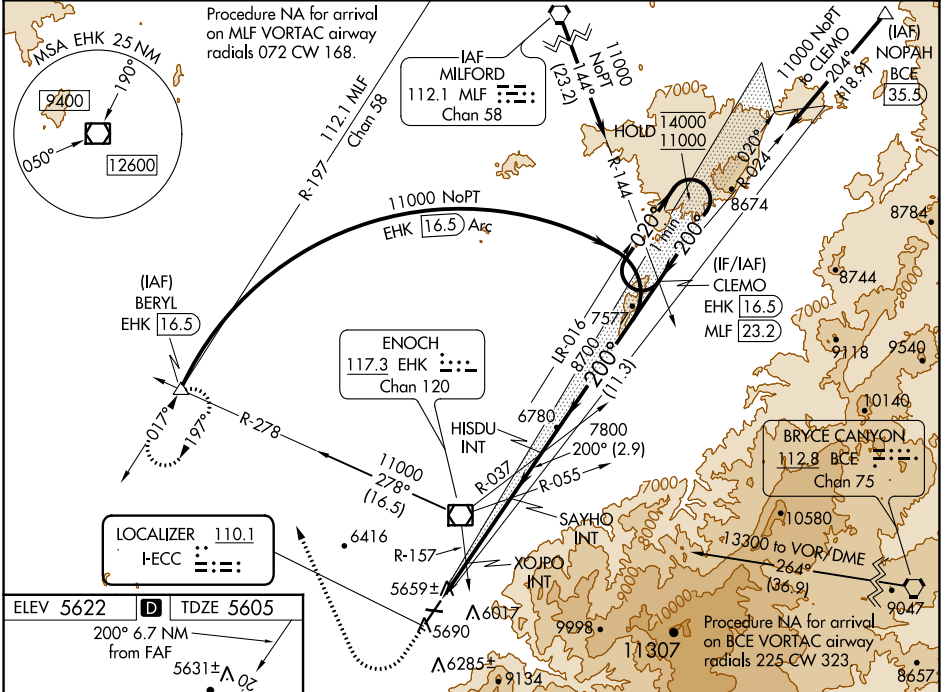 Procedure NA for arrival
on MLF VORTAC airway
radials 072 CW 168.
MSA EHK 25 NM
190°
9400
050°
12600
112.1 MLF
Chan 58
R-197
IAF
MILFORD
112.1 MLF
Chan 58
11000
NoPT
144°
(23.2)
R-144
7000
HOLD
14000
11000
11000 NoPT
to CLEMO
204°
(18.9)
(IAF)
NOPAH
BCE
35.5
020°
R-024
7000
8674
8784
11000 NoPT
EHK 16.5 Arc
020°
1 min
200°
(IF/IAF)
CLEMO
EHK 16.5
MLF 23.2
8744
7000
(IAF)
BERYL
EHK 16.5
7577
LR-016
8700
200°
(11.3)
9118
9540
ENOCH
117.3 EHK
Chan 120
10140
017°
197°
R-278
6780
HISDU
INT
7800
200° (2.9)
R-037
R-055
BRYCE CANYON
112.8 BCE
Chan 75
11000
278°
(16.5)
SAYHO
INT
10580
LOCALIZER 110.1
I-ECC
6416
R-157
XOJPO
INT
13300 to VOR/DME
264°
(36.9)
5659±
6017
9047
5690
9998
11307
Procedure NA for arrival
on BCE VORTAC airway
radials 225 CW 323.
ELEV 5622 D TDZE 5605
200° 6.7 NM
from FAF
5631±
20
6285±
9134
8657